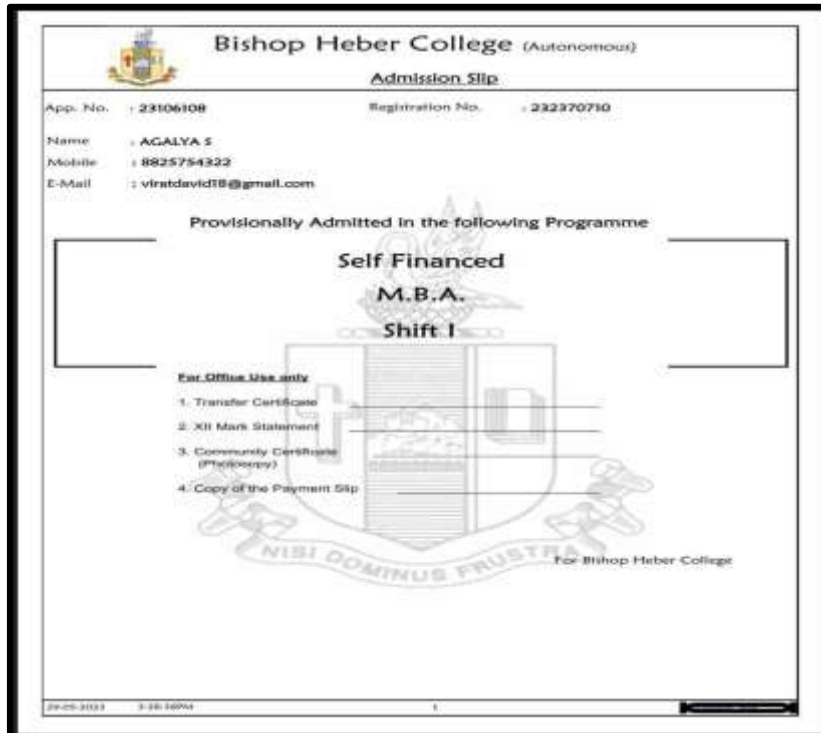 Bishop Heber College (Autonomous)
Admission Slip
App. No. : 23106108 Registration No. : 232370710
Name : AGALYA S
Mobile : 8825754322
E-Mail : viratdavid18@gmail.com
Provisionally Admitted in the following Programme
Self Financed
M.B.A.
Shift I
For Office Use only
1. Transfer Certificate
2. XII Mark Statement
3. Community Certificate
4. Copy of the Payment Slip
NISI DOMINUS FRUSTRA
For Bishop Heber College
1